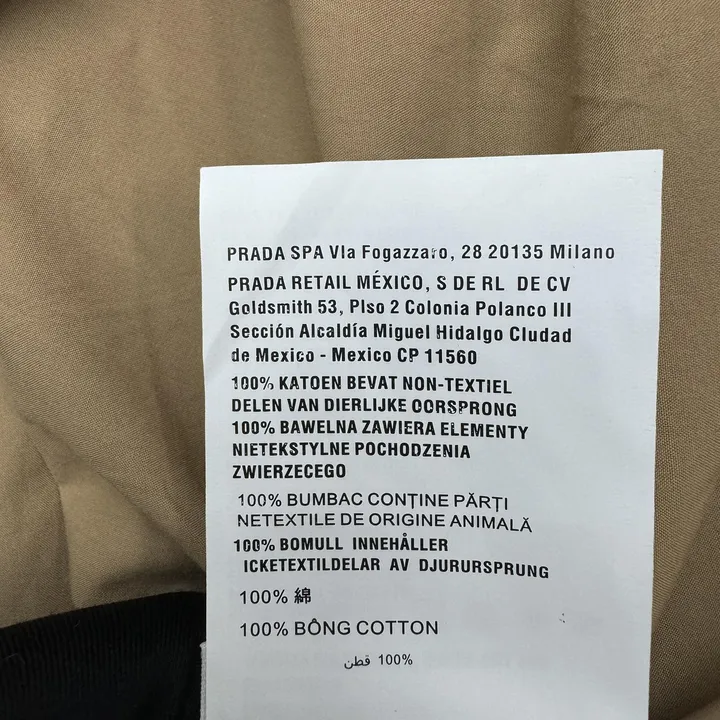 PRADA SPA VIa Fogazzaro, 28 20135 Milano
PRADA RETAIL MÉXICO, S DE RL DE CV
Goldsmith 53, PIso 2 Colonia Polanco III
Sección Alcaldía Miguel Hidalgo CIudad
de Mexico - Mexico CP 11560
100% KATOEN BEVAT NON-TEXTIEL
DELEN VAN DIERLIJKE OORSPRONG
100% BAWELNA ZAWIERA ELEMENTY
NIETEKSTYLNE POCHODZENIA
ZWIERZECEGO
100% BUMBAC CONȚINE PĂRȚI
NETEXTILE DE ORIGINE ANIMALĂ
100% BOMULL INNEHÅLLER
ICKETEXTILDELAR AV DJURURSPRUNG
100% 綿
100% BÔNG COTTON
100% قطن